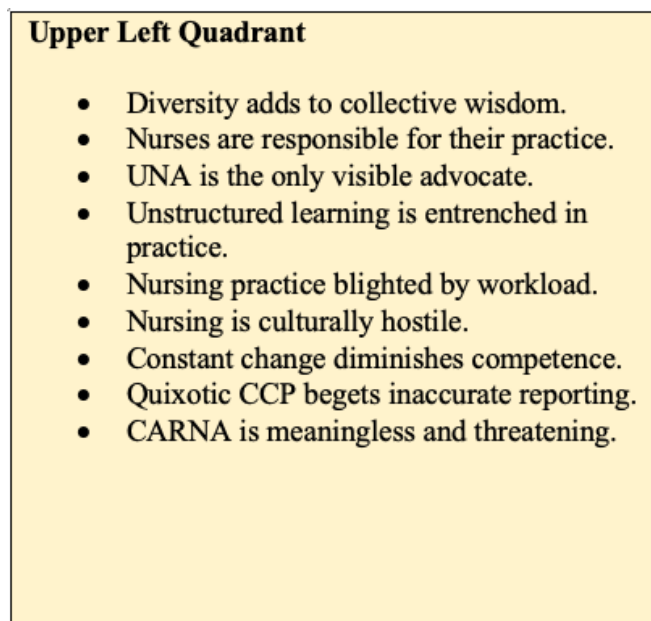 Upper Left Quadrant
• Diversity adds to collective wisdom.
• Nurses are responsible for their practice.
• UNA is the only visible advocate.
• Unstructured learning is entrenched in
practice.
• Nursing practice blighted by workload.
• Nursing is culturally hostile.
• Constant change diminishes competence.
• Quixotic CCP begets inaccurate reporting.
• CARNA is meaningless and threatening.